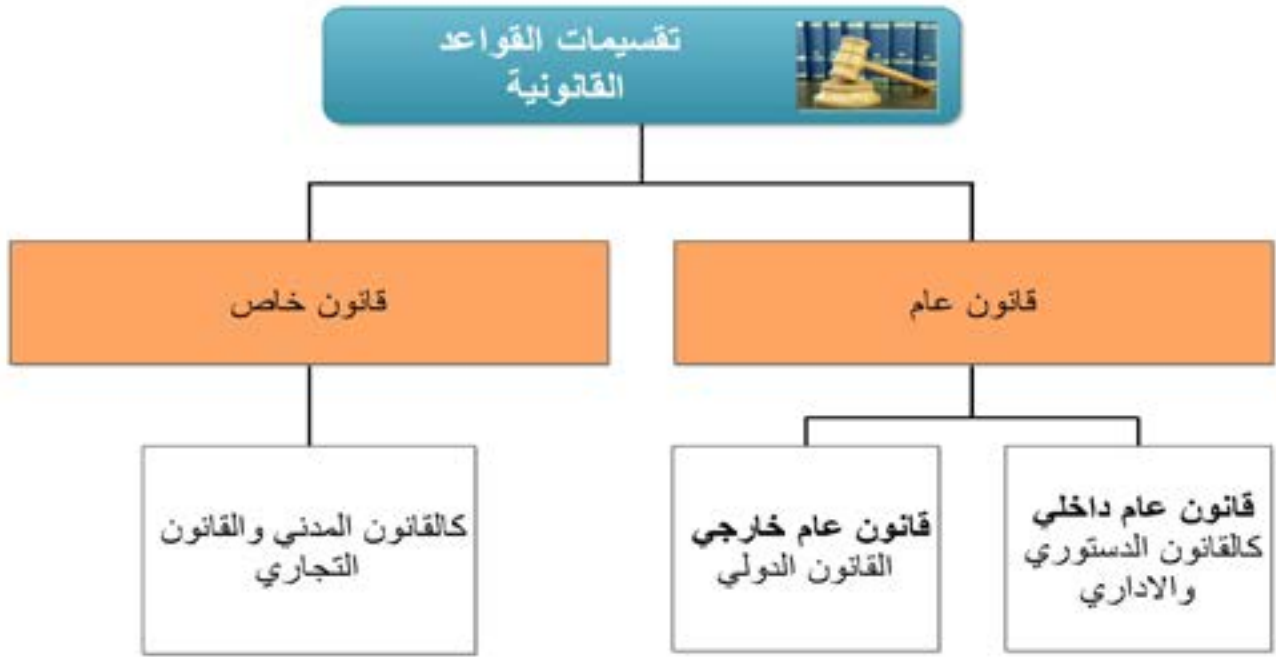 تقسيمات القواعد
القانونية
قانون عام
قانون خاص
قانون عام داخلي
كالقانون الدستوري
والاداري
قانون عام خارجي
القانون الدولي
كالقانون المدني والقانون
التجاري